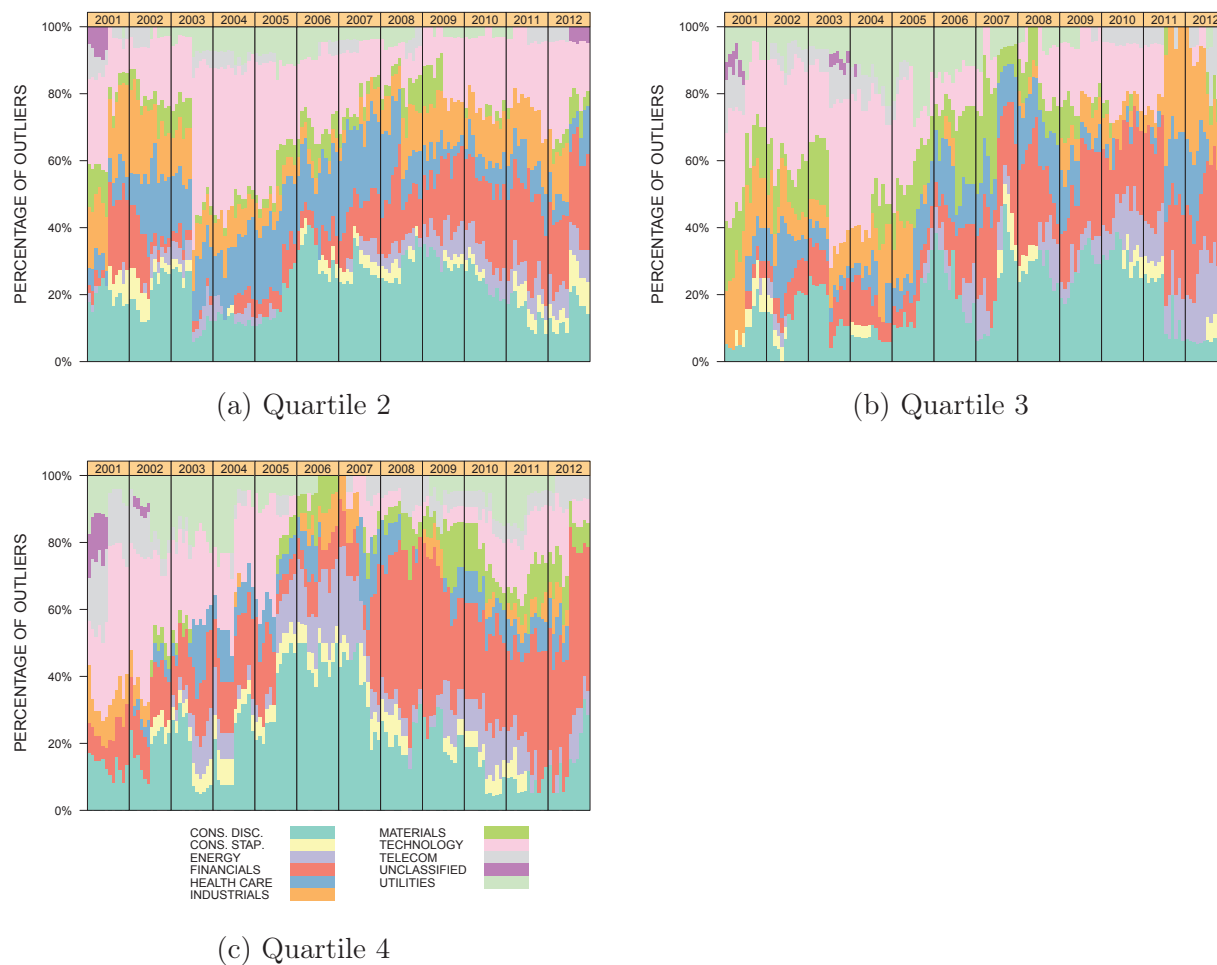 2001 2002 2003 2004 2005 2006 2007 2008 2009 2010 2011 2012
100%
80%
60%
40%
20%
0%
PERCENTAGE OF OUTLIERS
(a) Quartile 2
2001 2002 2003 2004 2005 2006 2007 2008 2009 2010 2011 2012
100%
80%
60%
40%
20%
0%
PERCENTAGE OF OUTLIERS
(b) Quartile 3
2001 2002 2003 2004 2005 2006 2007 2008 2009 2010 2011 2012
100%
80%
60%
40%
20%
0%
PERCENTAGE OF OUTLIERS
CONS. DISC.
CONS. STAP.
ENERGY
FINANCIALS
HEALTH CARE
INDUSTRIALS
MATERIALS
TECHNOLOGY
TELECOM
UNCLASSIFIED
UTILITIES
(c) Quartile 4